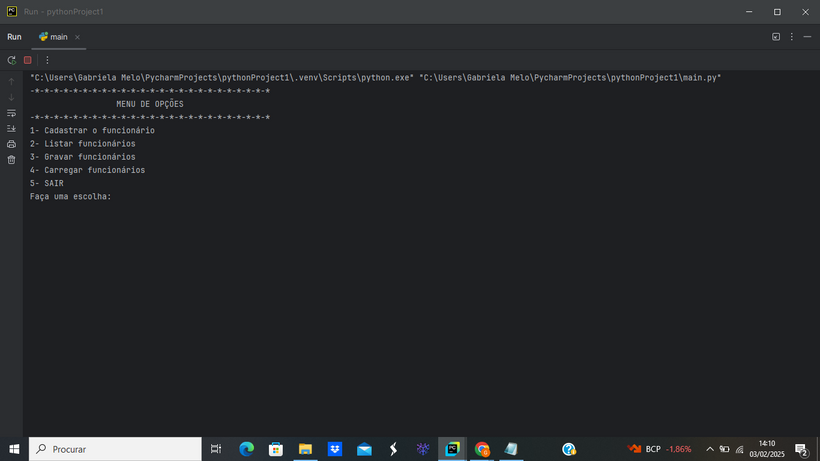 Run - pythonProject1
Run main
"C:\Users\Gabriela Melo\PycharmProjects\pythonProject1\.venv\Scripts\python.exe" "C:\Users\Gabriela Melo\PycharmProjects\pythonProject1\main.py"
-*-*-*-*-*-*-*-*-*-*-*-*-*-*-*-*-*-*-*-*-*-*-*-*-*
MENU DE OPÇÕES
-*-*-*-*-*-*-*-*-*-*-*-*-*-*-*-*-*-*-*-*-*-*-*-*-*
1- Cadastrar o funcionário
2- Listar funcionários
3- Gravar funcionários
4- Carregar funcionários
5- SAIR
Faça uma escolha:
Procurar
BCP -1,86%
14:10
03/02/2025
2